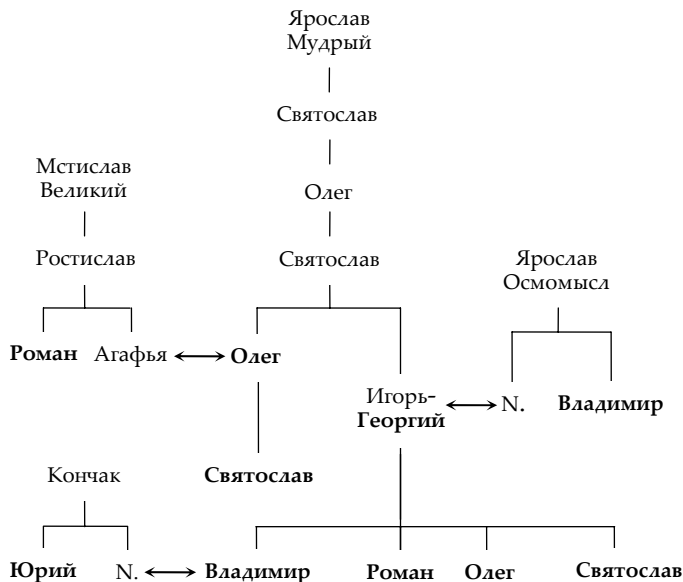 Ярослав
Мудрый
Святослав
Мстислав
Великий
Олег
Ростислав
Святослав
Ярослав
Осмомысл
Роман Агафья Олег
Игорь-
Георгий
N. Владимир
Кончак
Святослав
Юрий N. Владимир Роман Олег Святослав